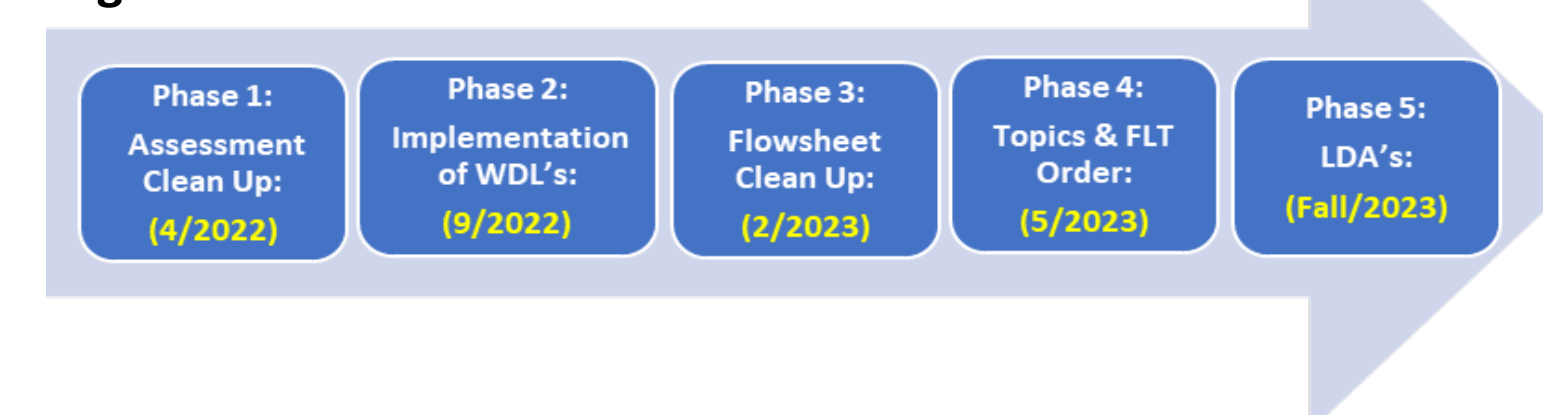 g
Phase 1:
Assessment
Clean Up:
(4/2022)
Phase 2:
Implementation
of WDL's:
(9/2022)
Phase 3:
Flowsheet
Clean Up:
(2/2023)
Phase 4:
Topics & FLT
Order:
(5/2023)
Phase 5:
LDA's:
(Fall/2023)